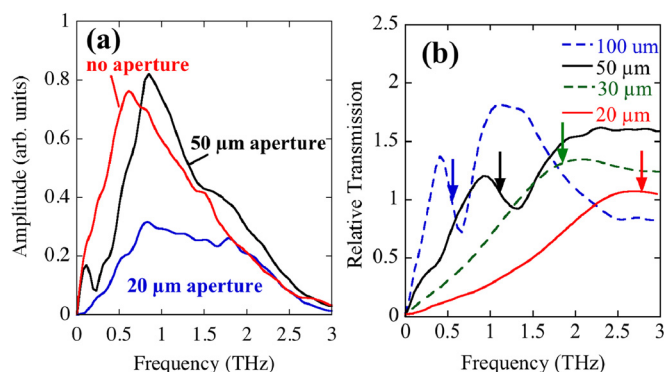 (a)
no aperture
50 µm aperture
20 µm aperture
Amplitude (arb. units)
1
0.8
0.6
0.4
0.2
0
0 0.5 1 1.5 2 2.5 3
Frequency (THz)
(b)
100 um
50 µm
30 µm
20 µm
Relative Transmission
2.5
2
1.5
1
0.5
0
0 0.5 1 1.5 2 2.5 3
Frequency (THz)